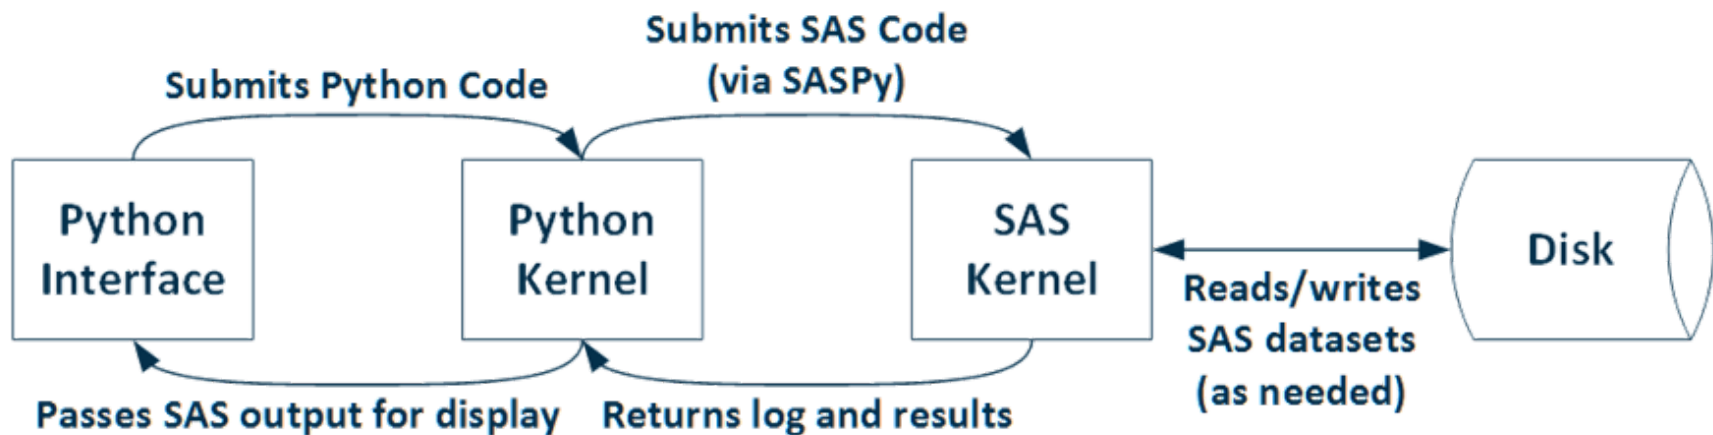 Submits SAS Code
(via SASPy)
Submits Python Code
Python
Interface
Python
Kernel
SAS
Kernel
Disk
Reads/writes
SAS datasets
(as needed)
Passes SAS output for display
Returns log and results